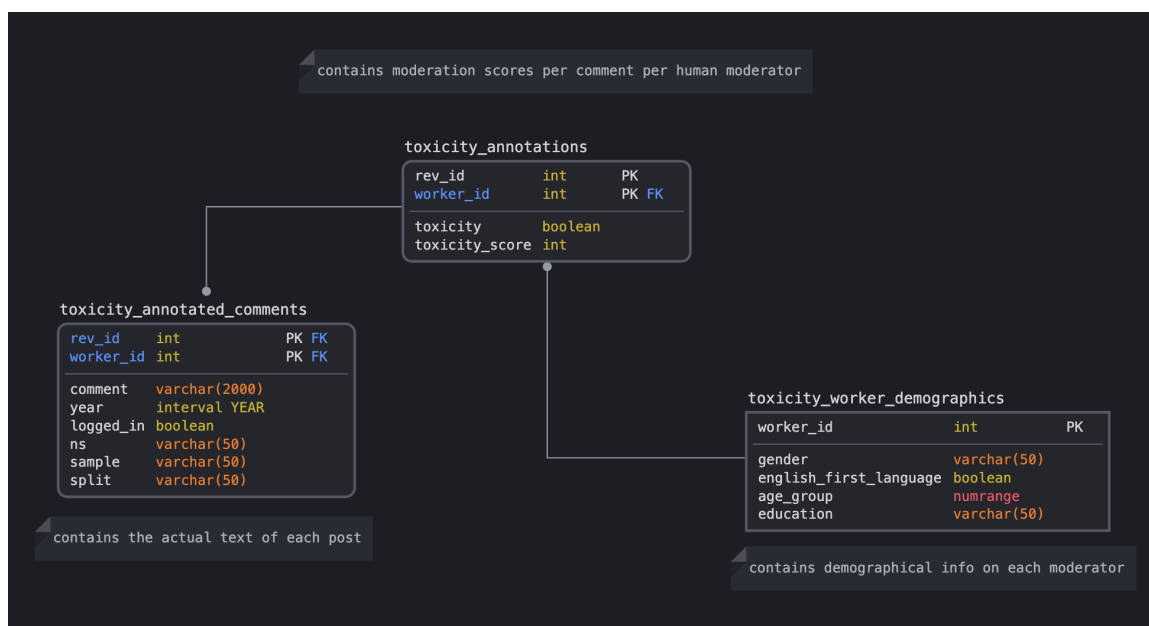 contains moderation scores per comment per human moderator
toxicity_annotations
rev_id int PK
worker_id int PK FK
toxicity boolean
toxicity_score int
toxicity_annotated_comments
rev_id int PK FK
worker_id int PK FK
comment varchar(2000)
year interval YEAR
logged_in boolean
ns varchar(50)
sample varchar(50)
split varchar(50)
contains the actual text of each post
toxicity_worker_demographics
worker_id int PK
gender varchar(50)
english_first_language boolean
age_group numrange
education varchar(50)
contains demographical info on each moderator